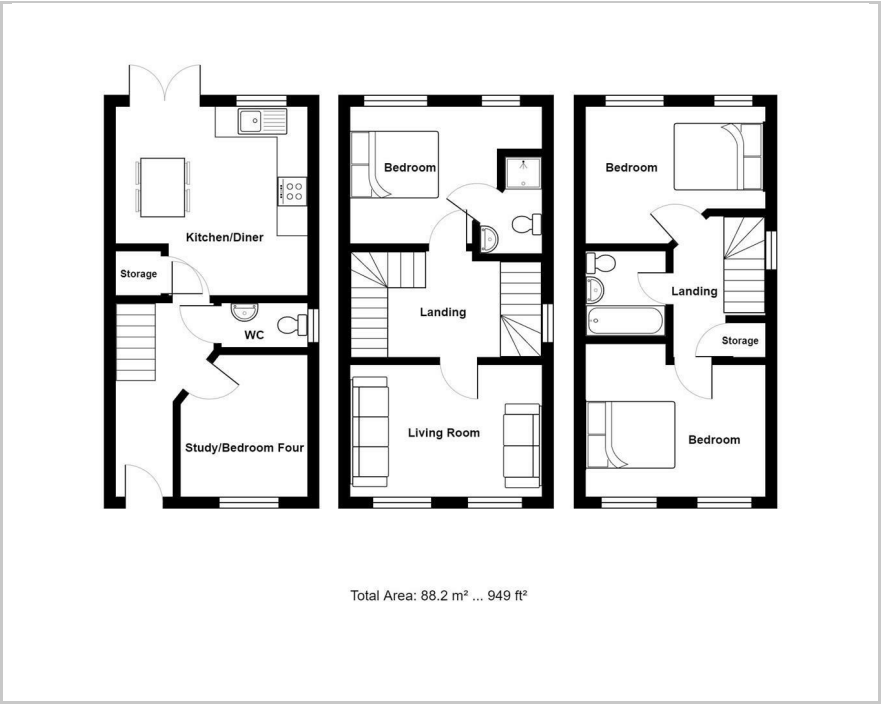 Kitchen/Diner
Storage
WC
Study/Bedroom Four
Bedroom
Landing
Living Room
Bedroom
Landing
Storage
Bedroom
Total Area: 88.2 m² ... 949 ft²